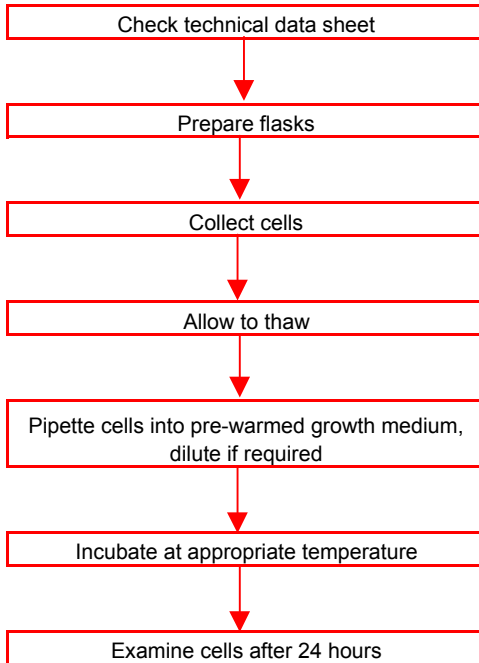 Check technical data sheet
Prepare flasks
Collect cells
Allow to thaw
Pipette cells into pre-warmed growth medium,
dilute if required
Incubate at appropriate temperature
Examine cells after 24 hours